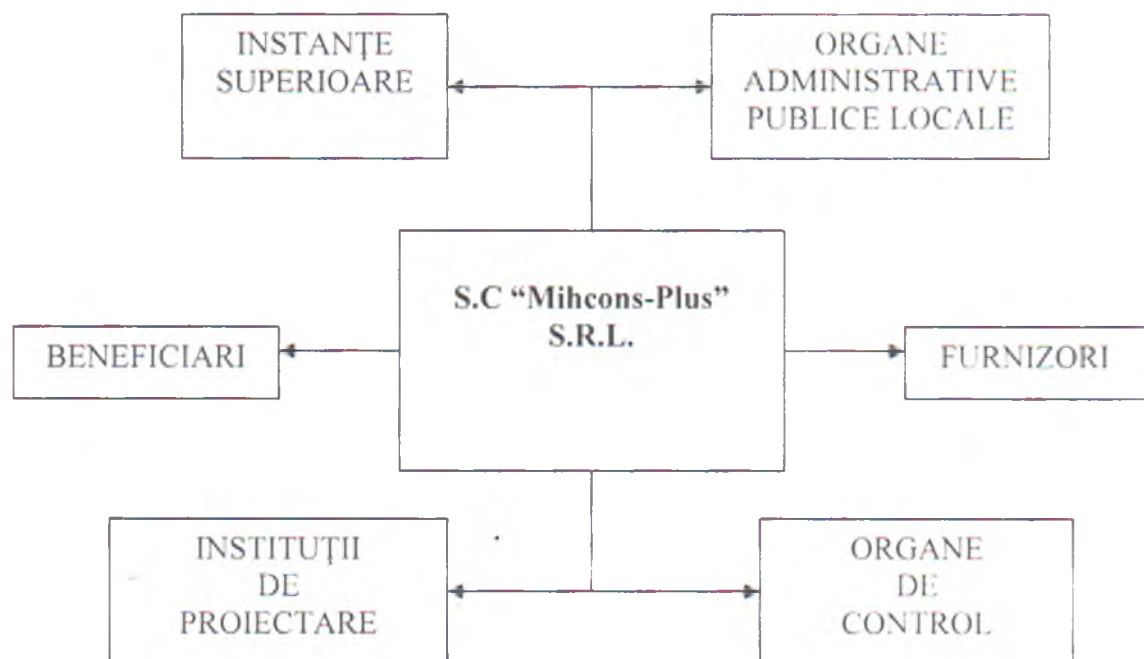 INSTANȚE
SUPERIOARE
ORGANE
ADMINISTRATIVE
PUBLICE LOCALE
S.C “Mihcons-Plus”
S.R.L.
BENEFICIARI
FURNIZORI
INSTITUȚII
DE
PROIECTARE
ORGANE
DE
CONTROL